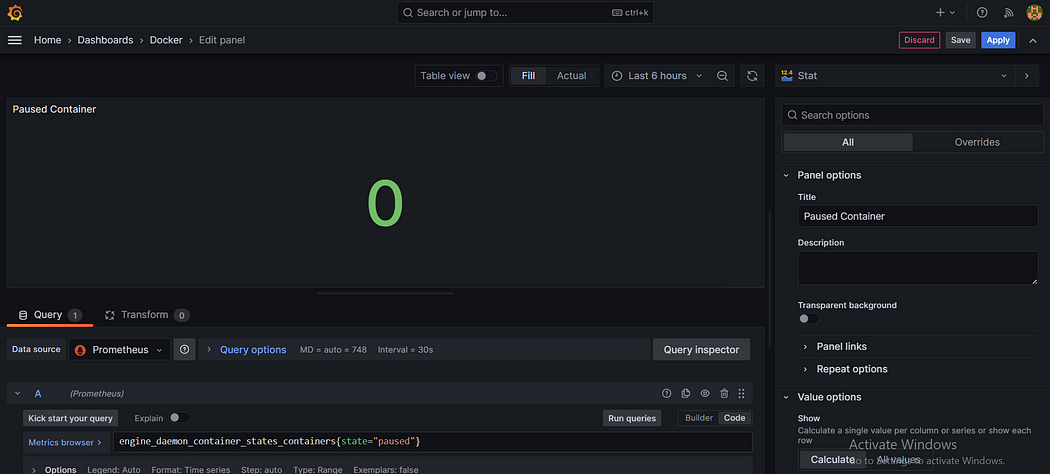 Search or jump to...
ctrl+k
Home › Dashboards › Docker › Edit panel
Discard
Save
Apply
Table view
Fill
Actual
Last 6 hours
12.4
Stat
Paused Container
0
Search options
All
Overrides
Panel options
Title
Paused Container
Description
Transparent background
Panel links
Repeat options
Value options
Show
Calculate a single value per column or series or show each row
Calculate
All values
Activate Windows
Go to Settings to activate Windows.
Query 1
Transform 0
Data source
Prometheus
Query options
MD = auto = 748
Interval = 30s
Query inspector
A
(Prometheus)
Kick start your query
Explain
Run queries
Builder
Code
Metrics browser >
engine_daemon_container_states_containers{state="paused"}
Options
Legend: Auto
Format: Time series
Step: auto
Type: Range
Exemplars: false